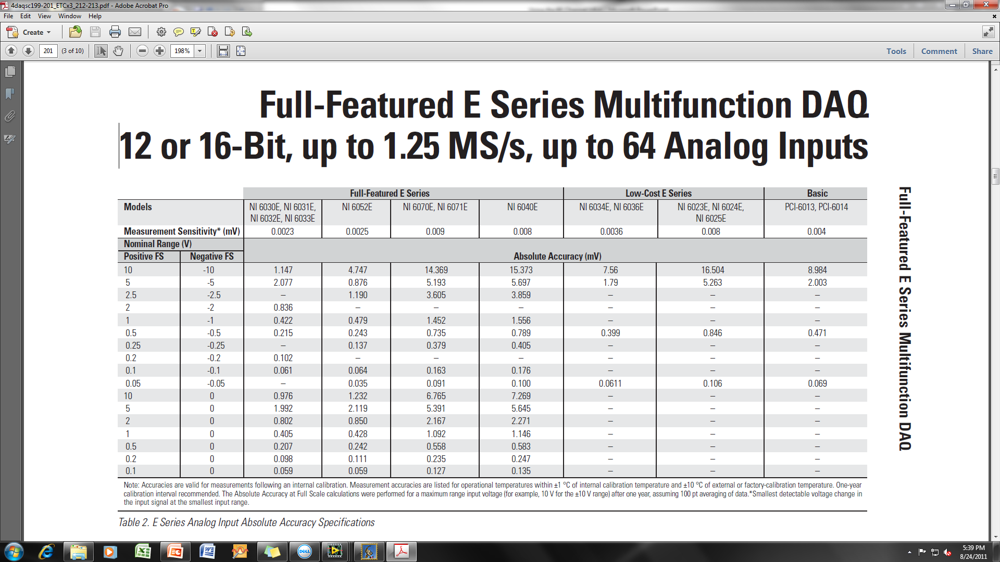 4daqsc199-201_ETCx3_212-213.pdf - Adobe Acrobat Pro
File Edit View Window Help
Create
201 (3 of 10) 198% Tools Comment Share
Full-Featured E Series Multifunction DAQ
12 or 16-Bit, up to 1.25 MS/s, up to 64 Analog Inputs
Full-Featured E Series Low-Cost E Series Basic
Models NI 6030E, NI 6031E, NI 6052E NI 6070E, NI 6071E NI 6040E NI 6034E, NI 6036E NI 6023E, NI 6024E, PCI-6013, PCI-6014
NI 6032E, NI 6033E NI 6025E
Measurement Sensitivity* (mV) 0.0023 0.0025 0.009 0.008 0.0036 0.008 0.004
Nominal Range (V)
Positive FS Negative FS Absolute Accuracy (mV)
10 -10 1.147 4.747 14.369 15.373 7.56 16.504 8.984
5 -5 2.077 0.876 5.193 5.697 1.79 5.263 2.003
2.5 -2.5 – 1.190 3.605 3.859 – – –
2 -2 0.836 – – – – – –
1 -1 0.422 0.479 1.452 1.556 – – –
0.5 -0.5 0.215 0.243 0.735 0.789 0.399 0.846 0.471
0.25 -0.25 – 0.137 0.379 0.405 – – –
0.2 -0.2 0.102 – – – – – –
0.1 -0.1 0.061 0.064 0.163 0.176 – – –
0.05 -0.05 – 0.035 0.091 0.100 0.0611 0.106 0.069
10 0 0.976 1.232 6.765 7.269 – – –
5 0 1.992 2.119 5.391 5.645 – – –
2 0 0.802 0.850 2.167 2.271 – – –
1 0 0.405 0.428 1.092 1.146 – – –
0.5 0 0.207 0.242 0.558 0.583 – – –
0.2 0 0.098 0.111 0.235 0.247 – – –
0.1 0 0.059 0.059 0.127 0.135 – – –
Note: Accuracies are valid for measurements following an internal calibration. Measurement accuracies are listed for operational temperatures within ±1 °C of internal calibration temperature and ±10 °C of external or factory-calibration temperature. One-year
calibration interval recommended. The Absolute Accuracy at Full Scale calculations were performed for a maximum range input voltage (for example, 10 V for the ±10 V range) after one year, assuming 100 pt averaging of data.*Smallest detectable voltage change in
the input signal at the smallest input range.
Table 2. E Series Analog Input Absolute Accuracy Specifications
Full-Featured E Series Multifunction DAQ
DELL
5:39 PM
8/24/2011